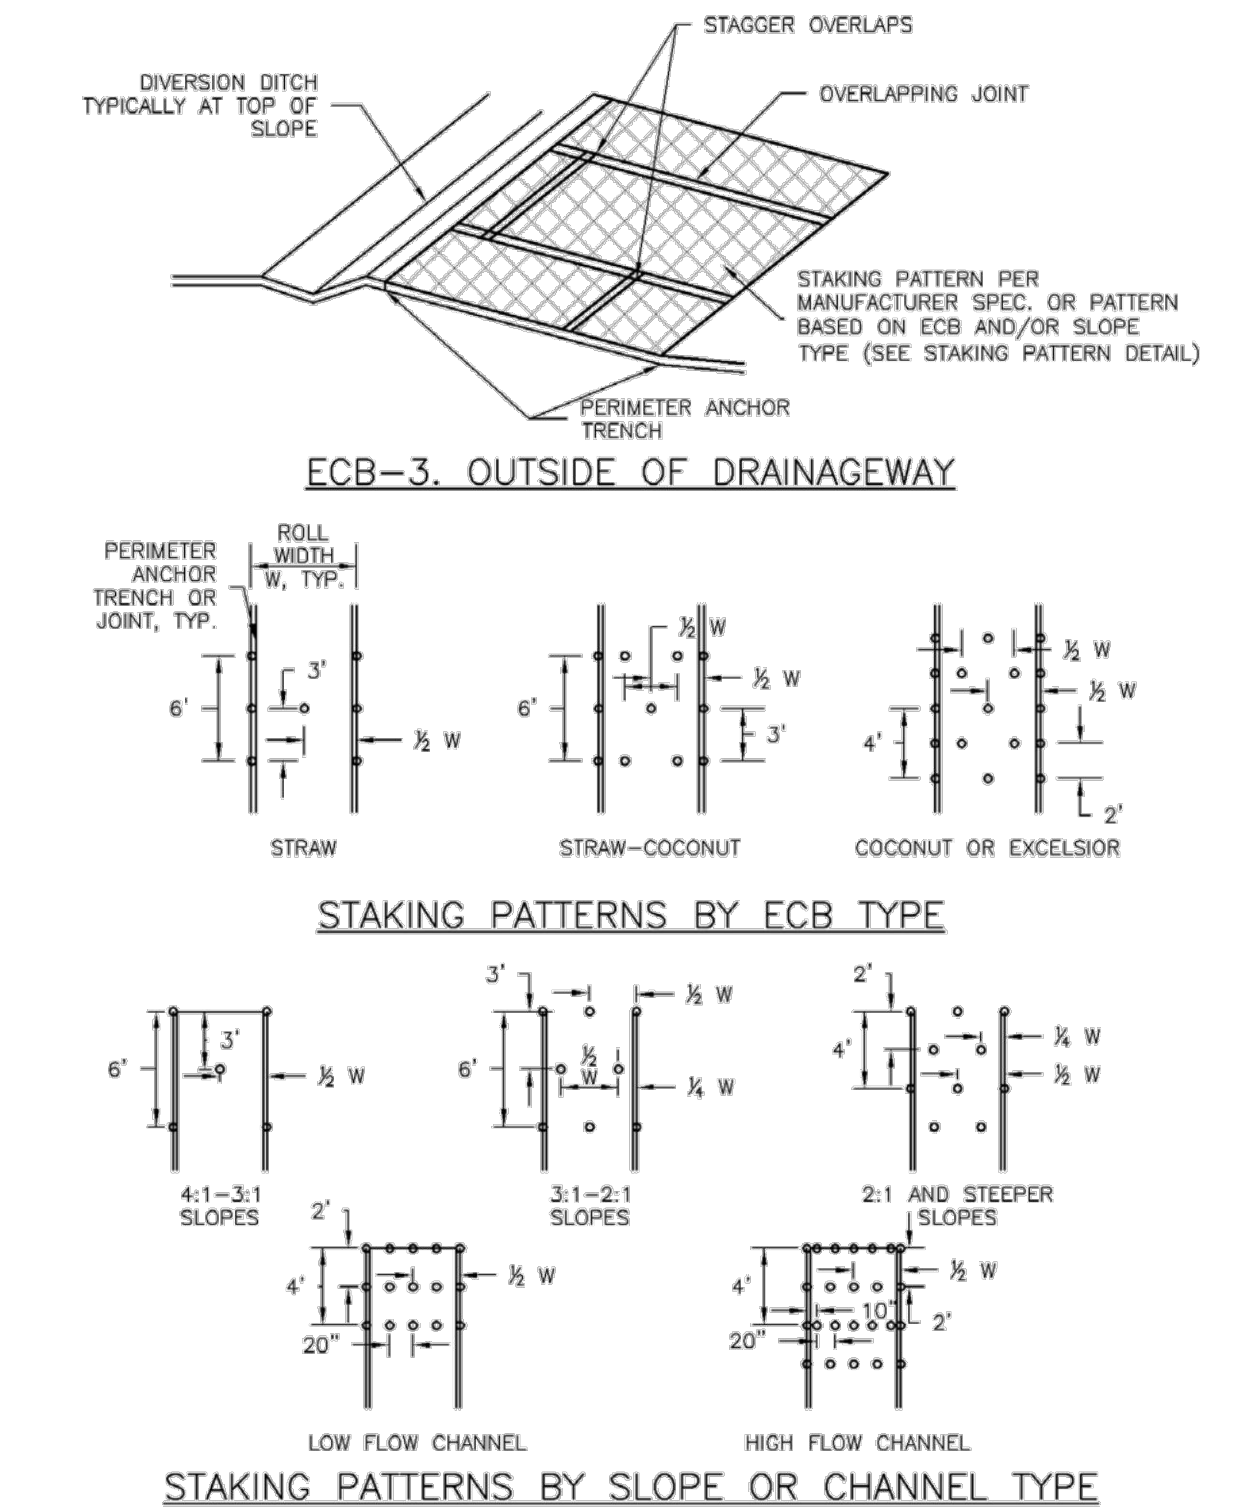 STAGGER OVERLAPS
DIVERSION DITCH
TYPICALLY AT TOP OF
SLOPE
OVERLAPPING JOINT
STAKING PATTERN PER
MANUFACTURER SPEC. OR PATTERN
BASED ON ECB AND/OR SLOPE
TYPE (SEE STAKING PATTERN DETAIL)
PERIMETER ANCHOR
TRENCH
ECB-3. OUTSIDE OF DRAINAGEWAY
PERIMETER
ANCHOR
TRENCH OR
JOINT, TYP.
ROLL
WIDTH
W, TYP.
6'
3'
½ W
STRAW
½ W
½ W
6'
3'
STRAW-COCONUT
½ W
½ W
4'
2'
COCONUT OR EXCELSIOR
STAKING PATTERNS BY ECB TYPE
6'
3'
½ W
4:1-3:1
SLOPES
3'
½ W
6'
½
W
¼ W
3:1-2:1
SLOPES
2'
4'
¼ W
½ W
2:1 AND STEEPER
SLOPES
2'
4'
½ W
20"
LOW FLOW CHANNEL
4'
½ W
10"
2'
20"
HIGH FLOW CHANNEL
STAKING PATTERNS BY SLOPE OR CHANNEL TYPE